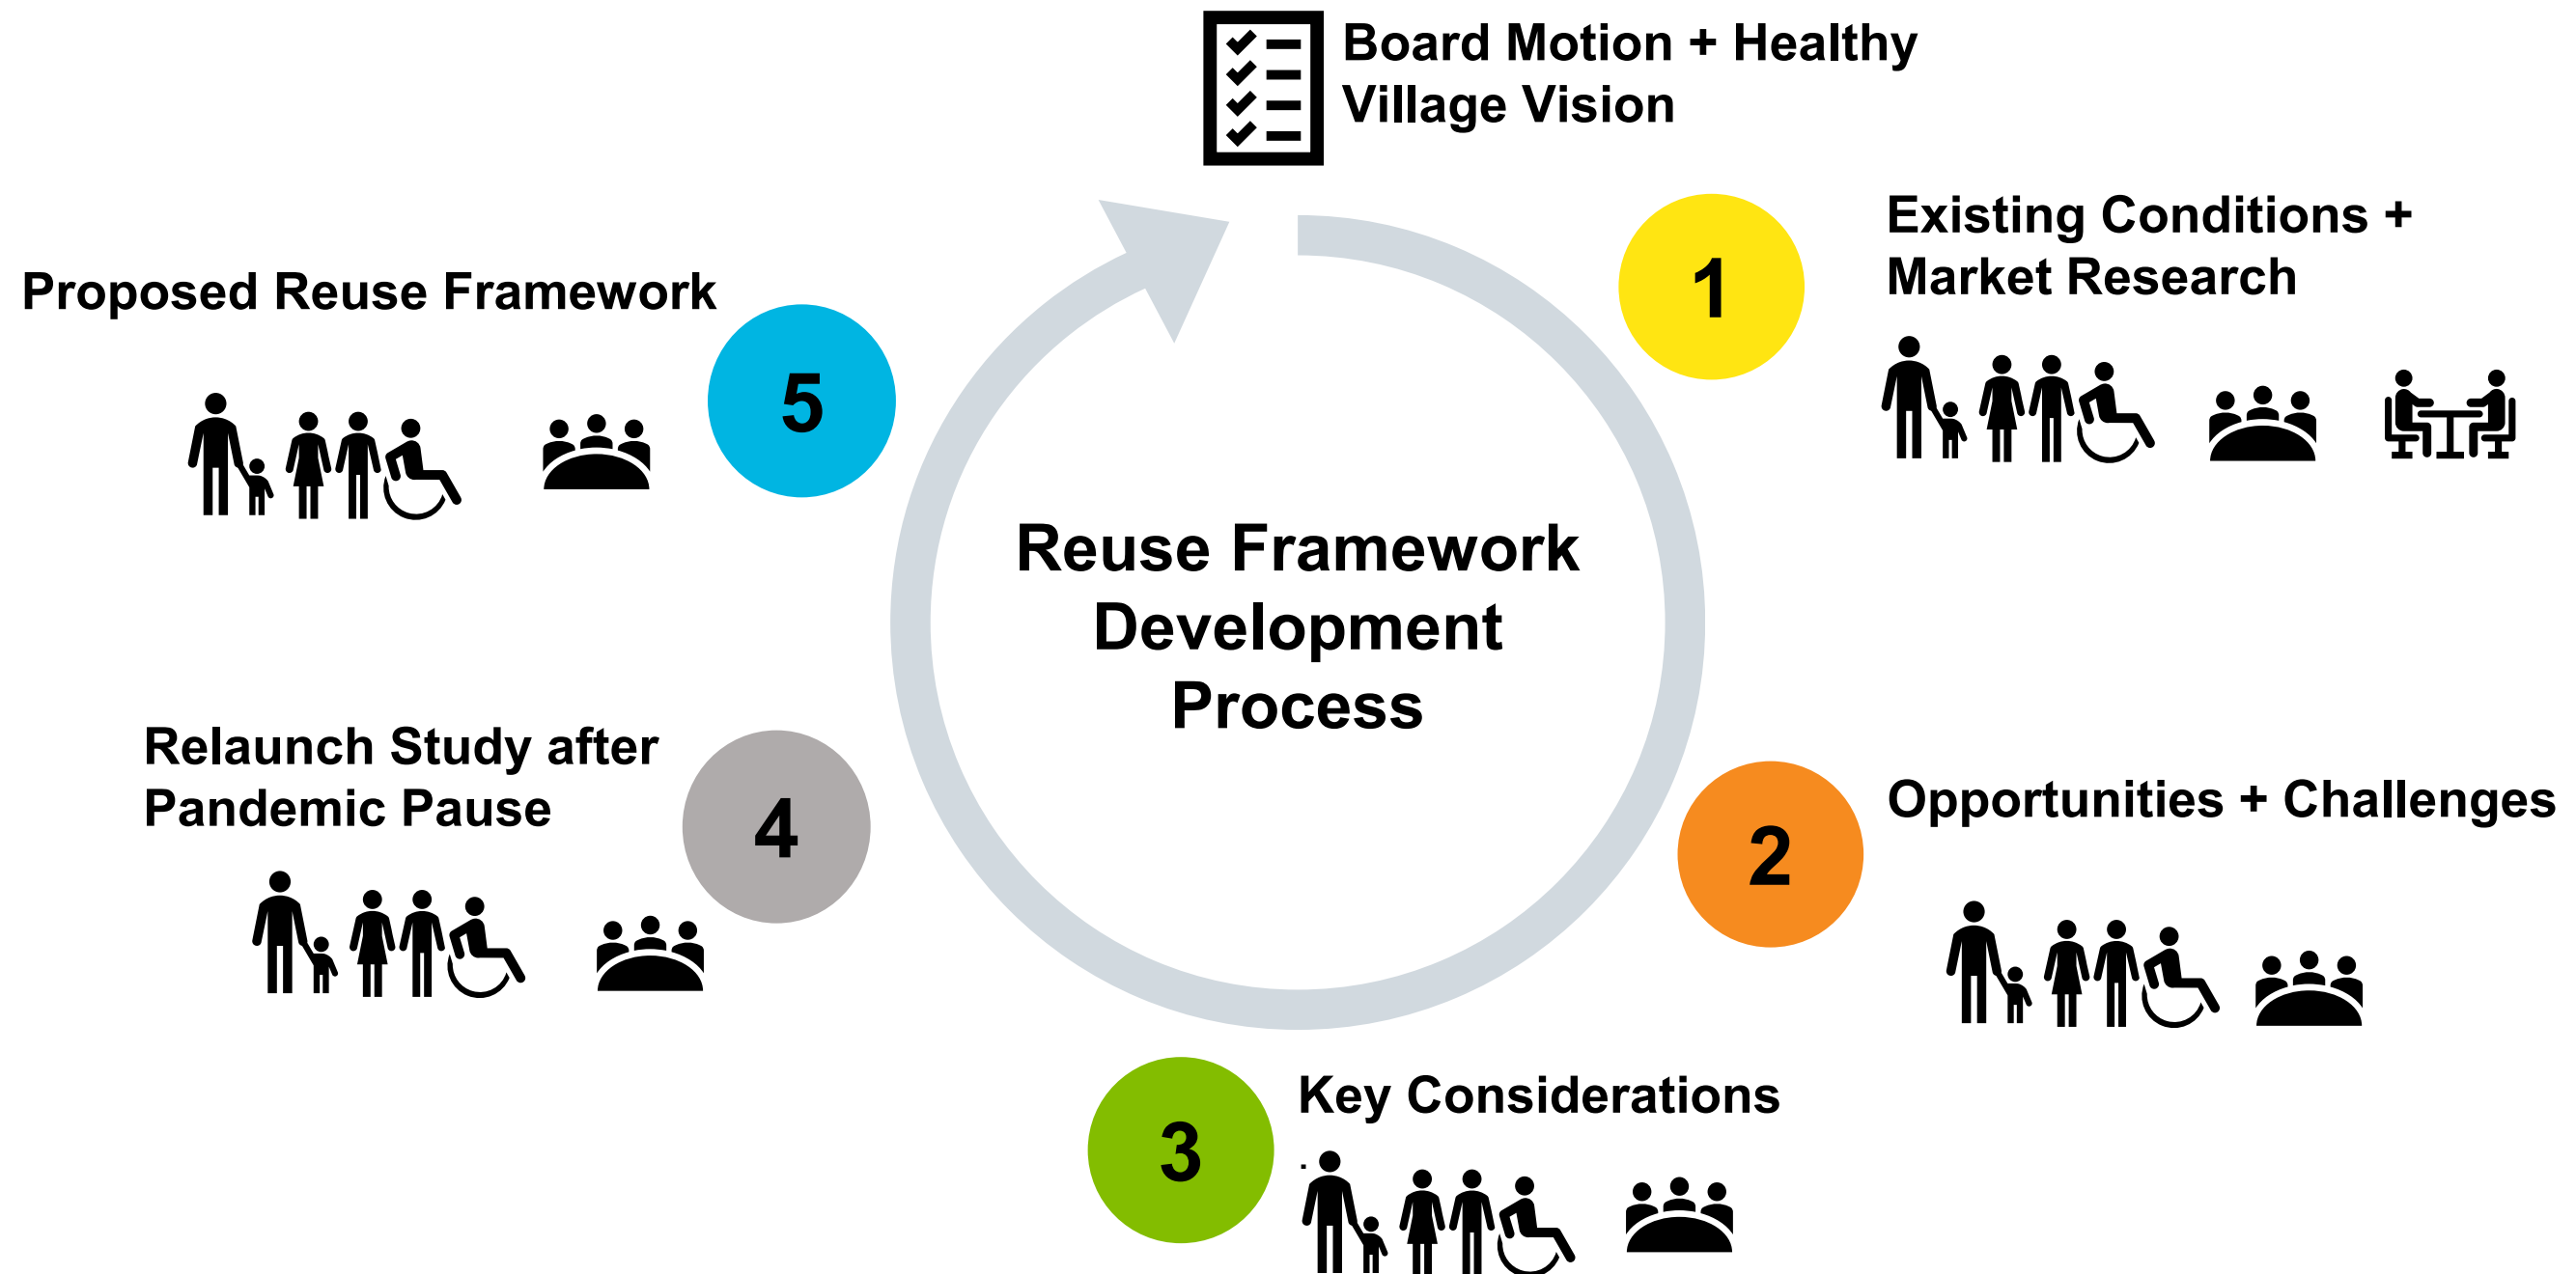 Board Motion + Healthy
Village Vision
1
Existing Conditions +
Market Research
Proposed Reuse Framework
5
Reuse Framework
Development
Process
Relaunch Study after
Pandemic Pause
4
2
Opportunities + Challenges
3
Key Considerations
.